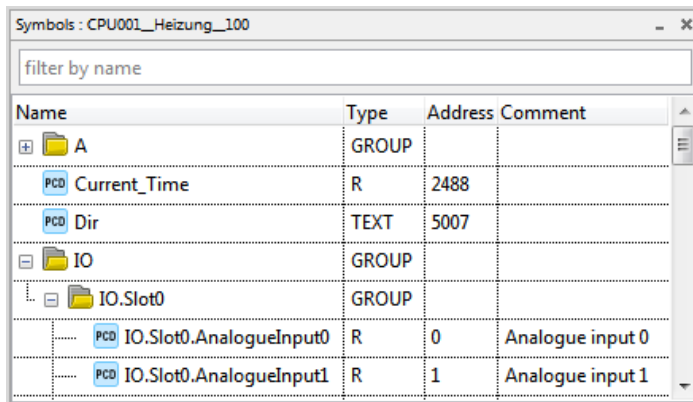 Symbols : CPU001__Heizung__100
filter by name
Name Type Address Comment
A GROUP
PCD Current_Time R 2488
PCD Dir TEXT 5007
IO GROUP
IO.Slot0 GROUP
PCD IO.Slot0.AnalogueInput0 R 0 Analogue input 0
PCD IO.Slot0.AnalogueInput1 R 1 Analogue input 1